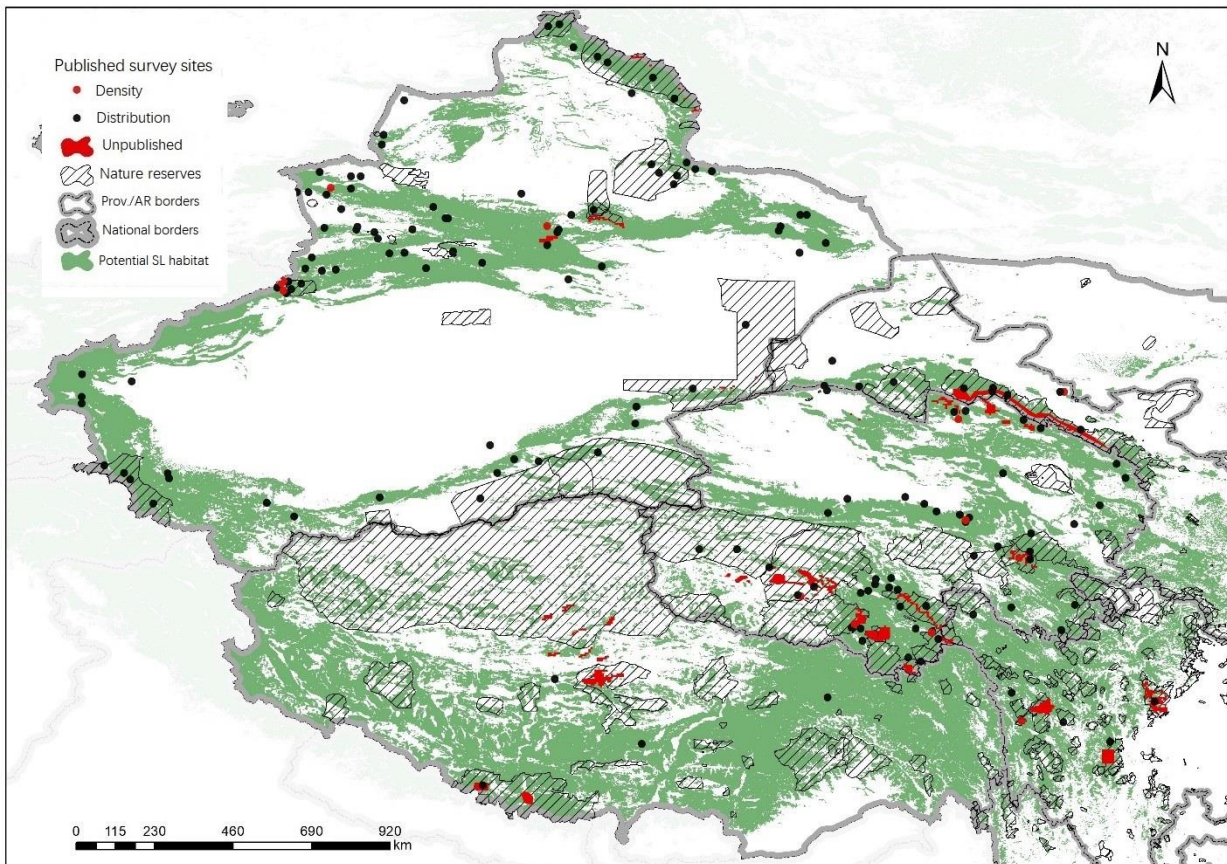 N
Published survey sites
Density
Distribution
Unpublished
Nature reserves
Prov./AR borders
National borders
Potential SL habitat
0 115 230 460 690 920
km